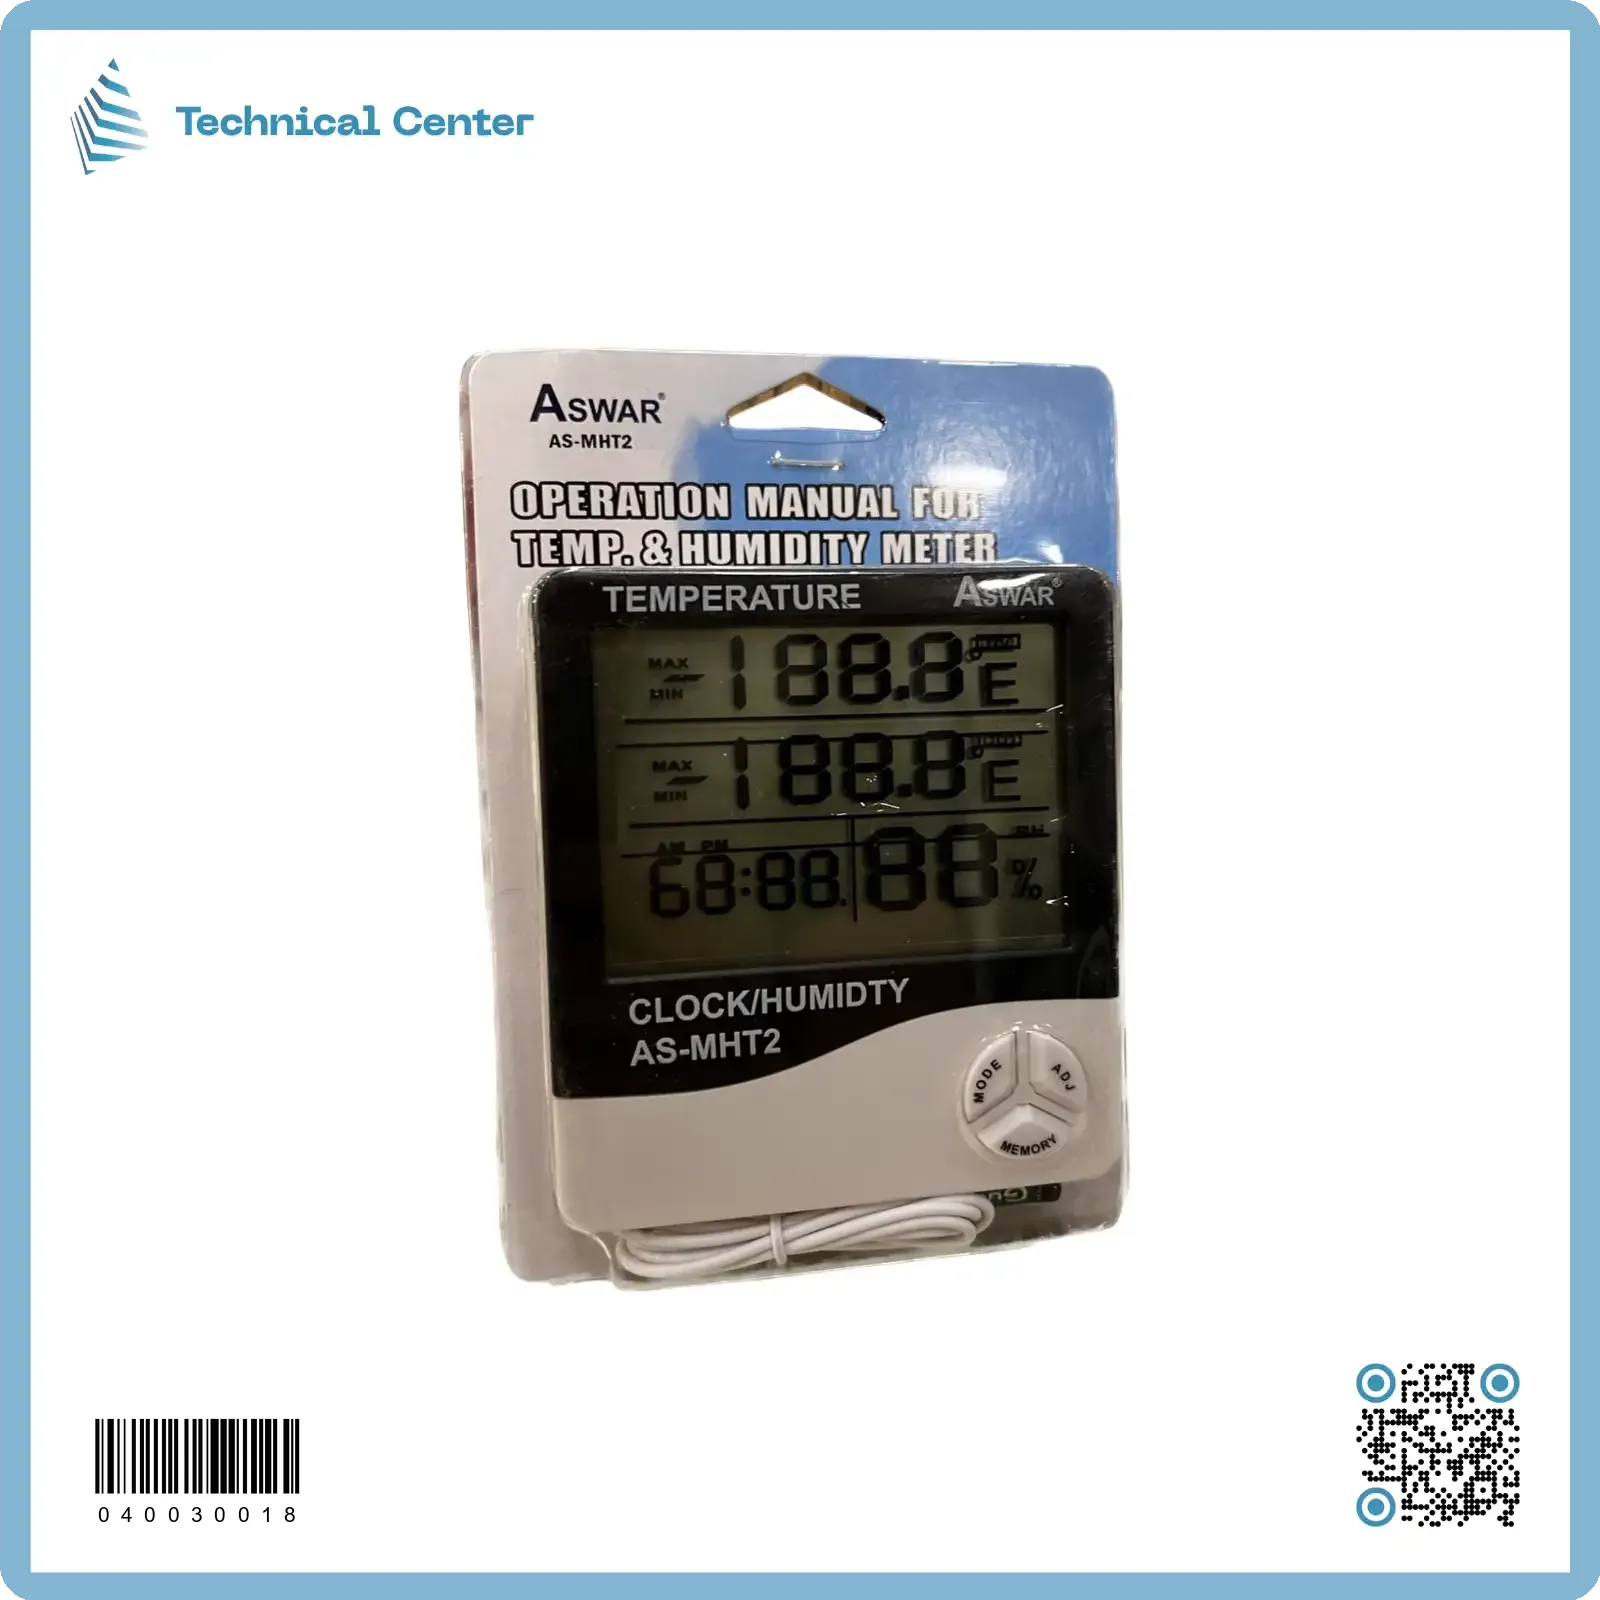 Technical Center
ASWAR®
AS-MHT2
OPERATION MANUAL FOR
TEMP. & HUMIDITY METER
TEMPERATURE
ASWAR®
MAX
MIN
-188.8°E
MAX
MIN
-188.8°E
AM PM
68:88. 88 %
CLOCK/HUMIDTY
AS-MHT2
MODE
ADJ
MEMORY
040030018